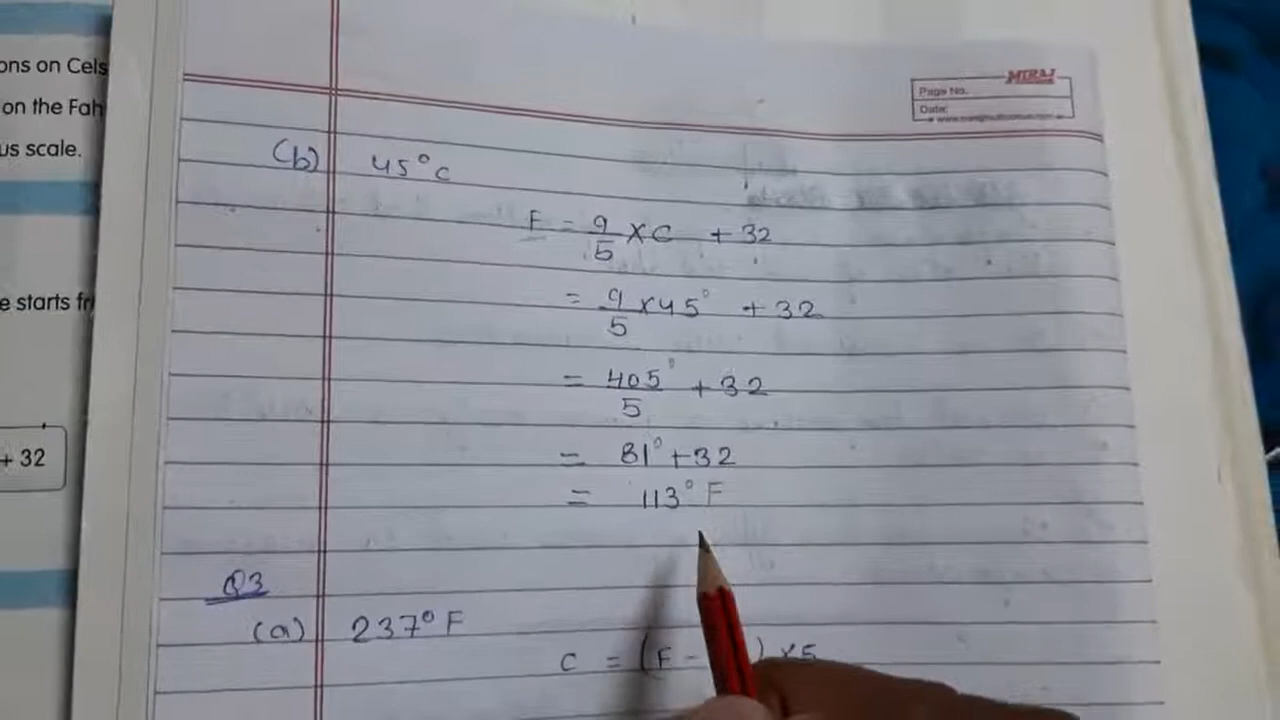 ons on Cels
on the Fah
us scale.
e starts fr
+ 32
MIRAJ
Page No.
Date:
(b) 45°C
F = 9/5 × C + 32
= 9/5 × 45° + 32
= 405°/5 + 32
= 81° + 32
= 113° F
Q3
(a) 237° F
C = (F - ) × 5